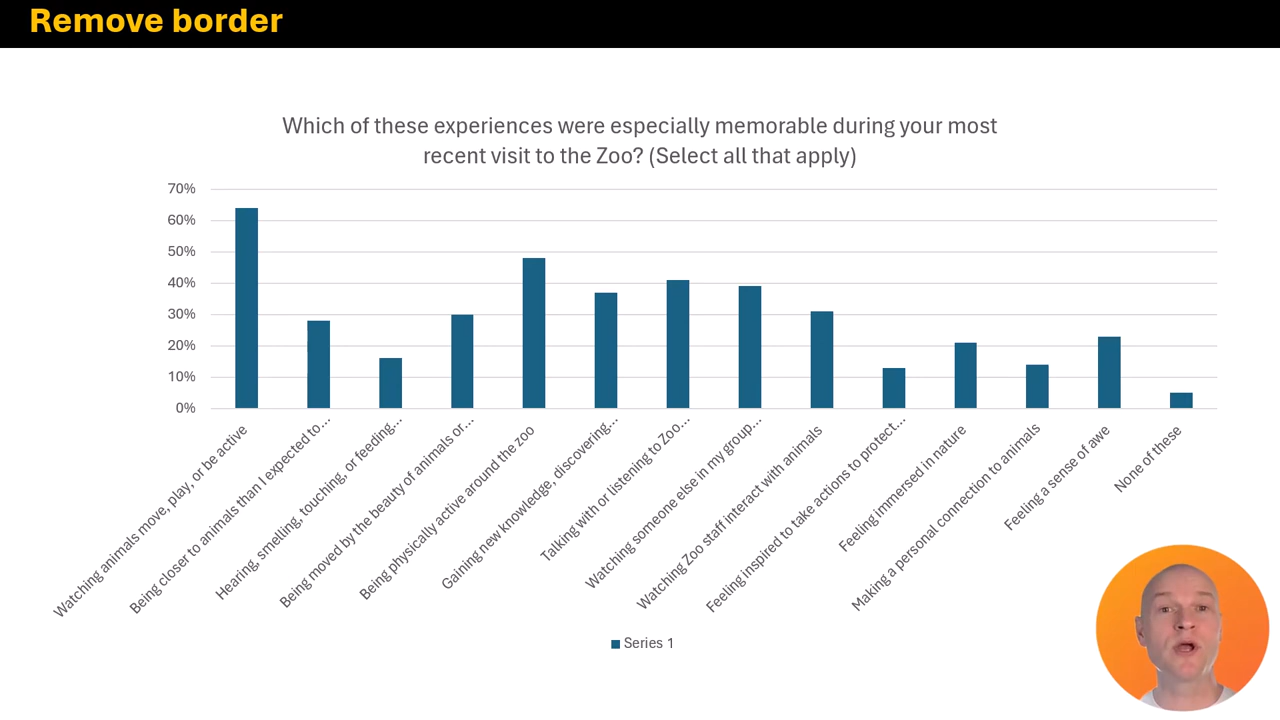 Remove border
Which of these experiences were especially memorable during your most
recent visit to the Zoo? (Select all that apply)
70%
60%
50%
40%
30%
20%
10%
0%
Watching animals move, play, or be active
Being closer to animals than I expected to...
Hearing, smelling, touching, or feeding...
Being moved by the beauty of animals or...
Being physically active around the zoo
Gaining new knowledge, discovering...
Talking with or listening to Zoo...
Watching someone else in my group...
Watching Zoo staff interact with animals
Feeling inspired to take actions to protect...
Feeling immersed in nature
Making a personal connection to animals
Feeling a sense of awe
None of these
Series 1